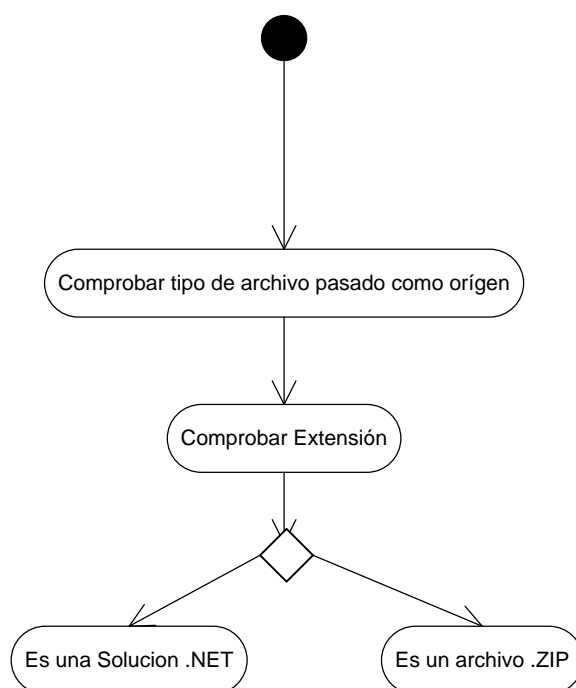 Comprobar tipo de archivo pasado como orígen
Comprobar Extensión
Es una Solucion .NET
Es un archivo .ZIP